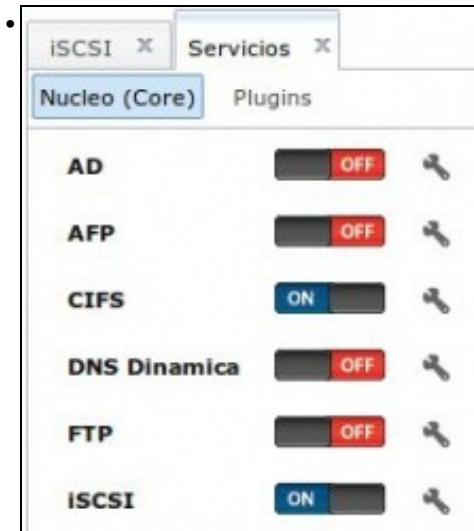 iSCSI x Servicios x
Nucleo (Core) Plugins
AD OFF
AFP OFF
CIFS ON
DNS Dinamica OFF
FTP OFF
iSCSI ON